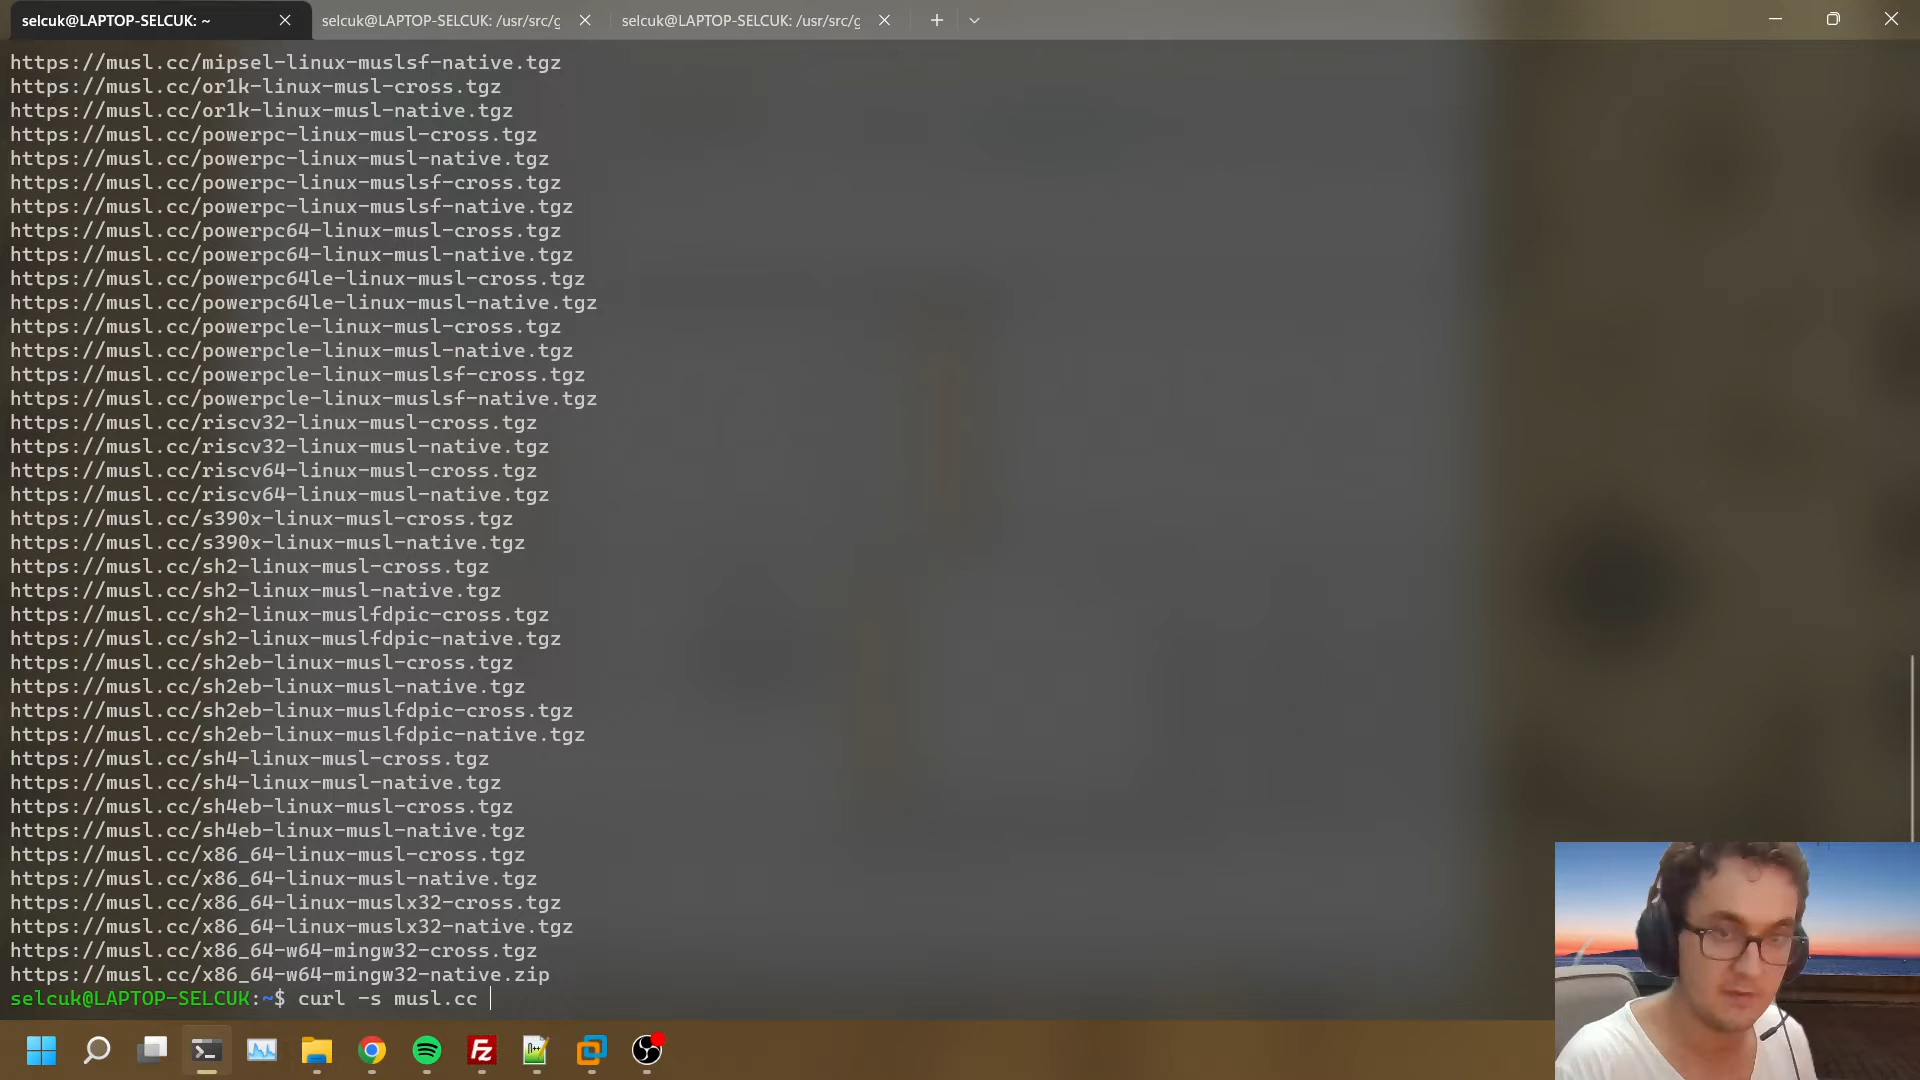 selcuk@LAPTOP-SELCUK: ~
selcuk@LAPTOP-SELCUK: /usr/src/g
selcuk@LAPTOP-SELCUK: /usr/src/g
https://musl.cc/mipsel-linux-muslsf-native.tgz
https://musl.cc/or1k-linux-musl-cross.tgz
https://musl.cc/or1k-linux-musl-native.tgz
https://musl.cc/powerpc-linux-musl-cross.tgz
https://musl.cc/powerpc-linux-musl-native.tgz
https://musl.cc/powerpc-linux-muslsf-cross.tgz
https://musl.cc/powerpc-linux-muslsf-native.tgz
https://musl.cc/powerpc64-linux-musl-cross.tgz
https://musl.cc/powerpc64-linux-musl-native.tgz
https://musl.cc/powerpc64le-linux-musl-cross.tgz
https://musl.cc/powerpc64le-linux-musl-native.tgz
https://musl.cc/powerpcle-linux-musl-cross.tgz
https://musl.cc/powerpcle-linux-musl-native.tgz
https://musl.cc/powerpcle-linux-muslsf-cross.tgz
https://musl.cc/powerpcle-linux-muslsf-native.tgz
https://musl.cc/riscv32-linux-musl-cross.tgz
https://musl.cc/riscv32-linux-musl-native.tgz
https://musl.cc/riscv64-linux-musl-cross.tgz
https://musl.cc/riscv64-linux-musl-native.tgz
https://musl.cc/s390x-linux-musl-cross.tgz
https://musl.cc/s390x-linux-musl-native.tgz
https://musl.cc/sh2-linux-musl-cross.tgz
https://musl.cc/sh2-linux-musl-native.tgz
https://musl.cc/sh2-linux-muslfdpic-cross.tgz
https://musl.cc/sh2-linux-muslfdpic-native.tgz
https://musl.cc/sh2eb-linux-musl-cross.tgz
https://musl.cc/sh2eb-linux-musl-native.tgz
https://musl.cc/sh2eb-linux-muslfdpic-cross.tgz
https://musl.cc/sh2eb-linux-muslfdpic-native.tgz
https://musl.cc/sh4-linux-musl-cross.tgz
https://musl.cc/sh4-linux-musl-native.tgz
https://musl.cc/sh4eb-linux-musl-cross.tgz
https://musl.cc/sh4eb-linux-musl-native.tgz
https://musl.cc/x86_64-linux-musl-cross.tgz
https://musl.cc/x86_64-linux-musl-native.tgz
https://musl.cc/x86_64-linux-muslx32-cross.tgz
https://musl.cc/x86_64-linux-muslx32-native.tgz
https://musl.cc/x86_64-w64-mingw32-cross.tgz
https://musl.cc/x86_64-w64-mingw32-native.zip
selcuk@LAPTOP-SELCUK:~$ curl -s musl.cc